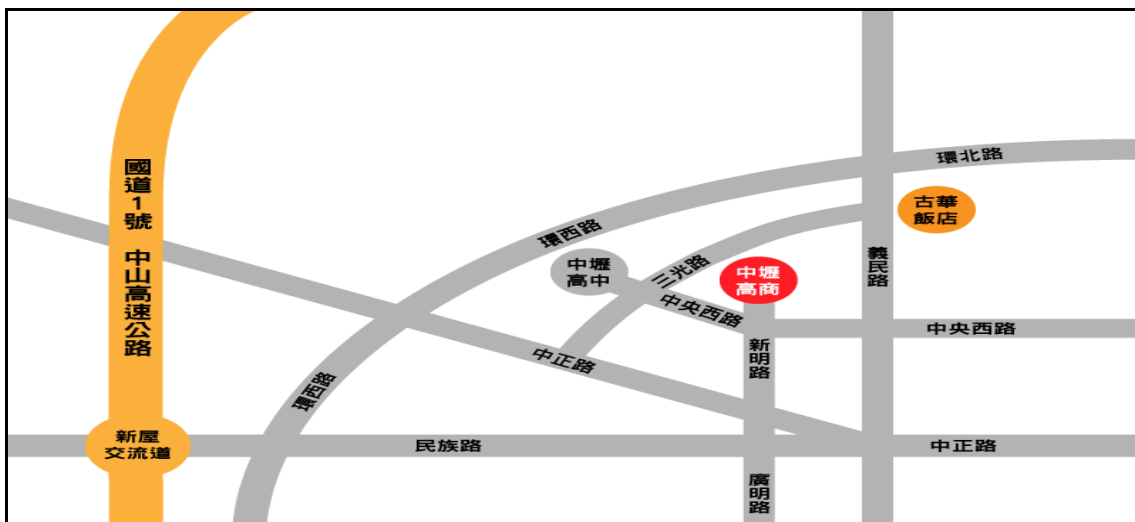 環北路
國道1號 中山高速公路
古華
飯店
環西路
義民路
中壢
高中
三光路
中壢
高商
中央西路
中央西路
新明路
中正路
環西路
新屋
交流道
民族路
中正路
廣明路